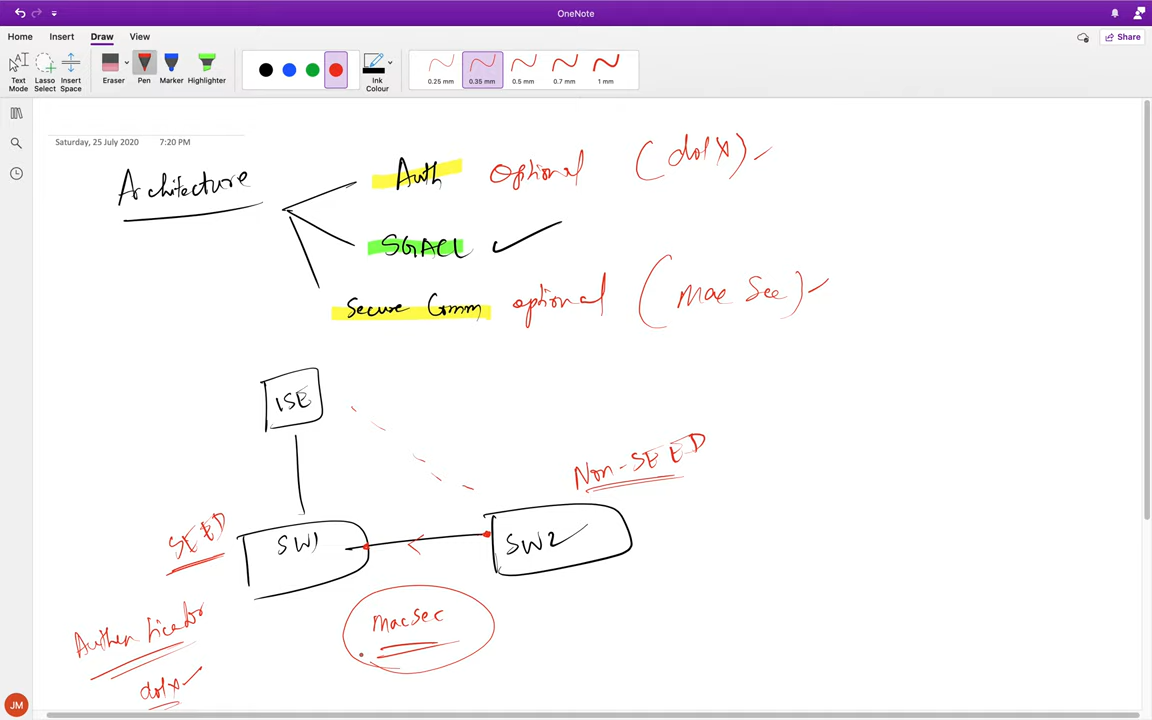 OneNote
Home Insert Draw View
Share
Text Mode
Lasso Select
Insert Space
Eraser
Pen
Marker
Highlighter
Ink Colour
0.25 mm
0.35 mm
0.5 mm
0.7 mm
1 mm
Saturday, 25 July 2020 7:20 PM
Architecture
Auth optional (dot1x)
SGACL
Secure Comm optional (Mac Sec)
ISE
Non-SEED
SEED
SW1
SW2
Authenticator
macsec
dot1x
JM